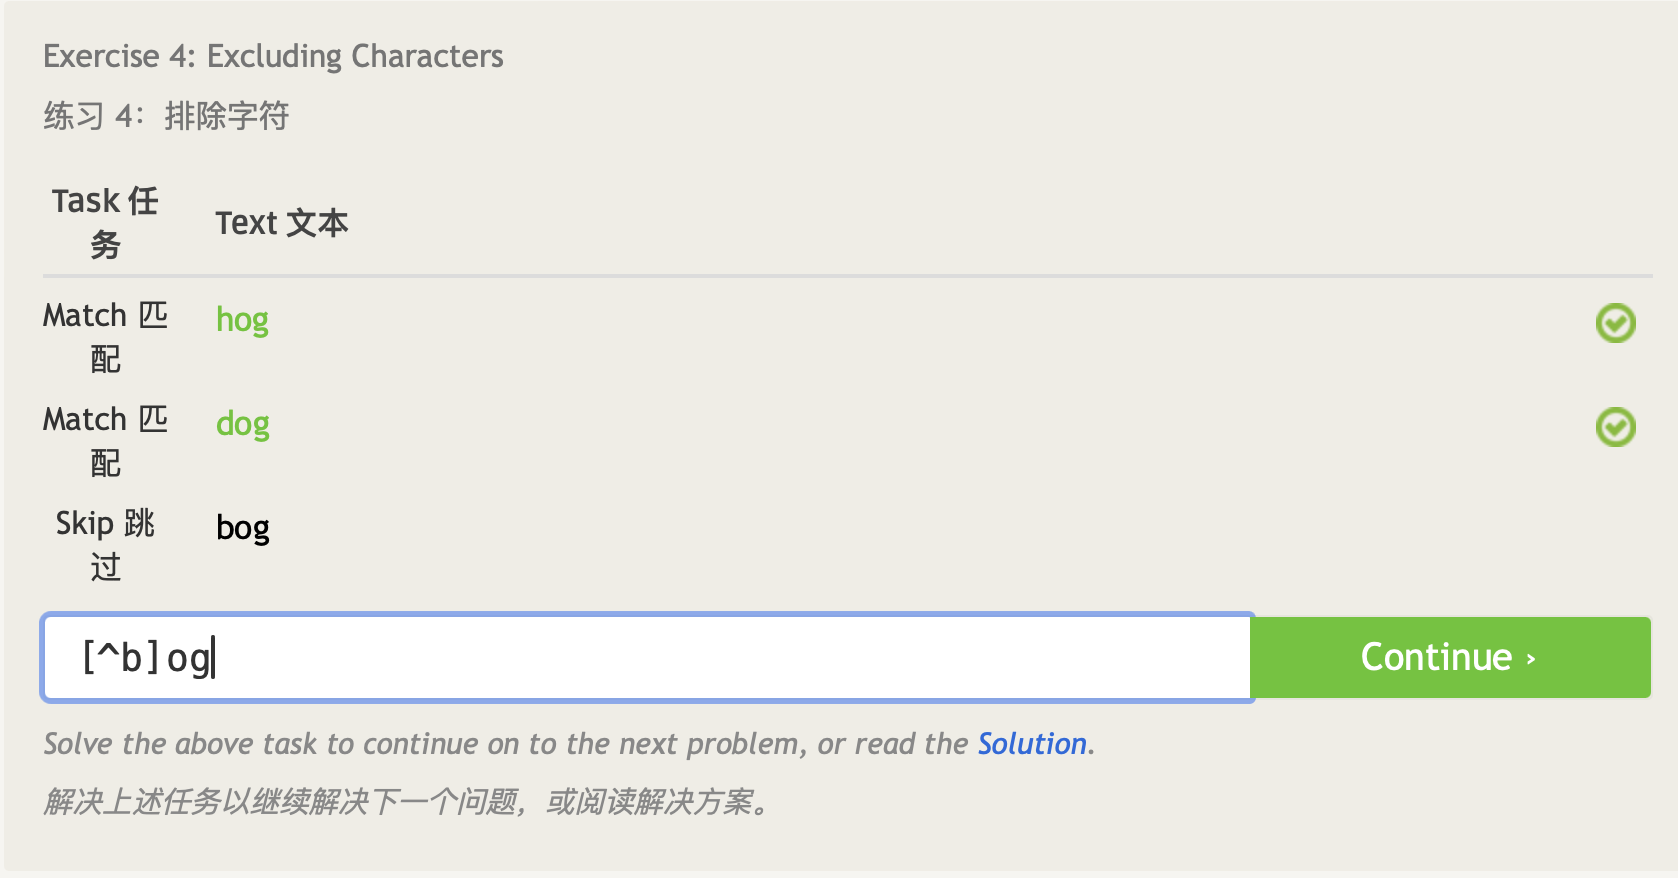 Exercise 4: Excluding Characters
练习 4：排除字符
Task 任
务
Text 文本
Match 匹
配
hog
Match 匹
配
dog
Skip 跳
过
bog
[^b]og
Continue ›
Solve the above task to continue on to the next problem, or read the Solution.
解决上述任务以继续解决下一个问题，或阅读解决方案。